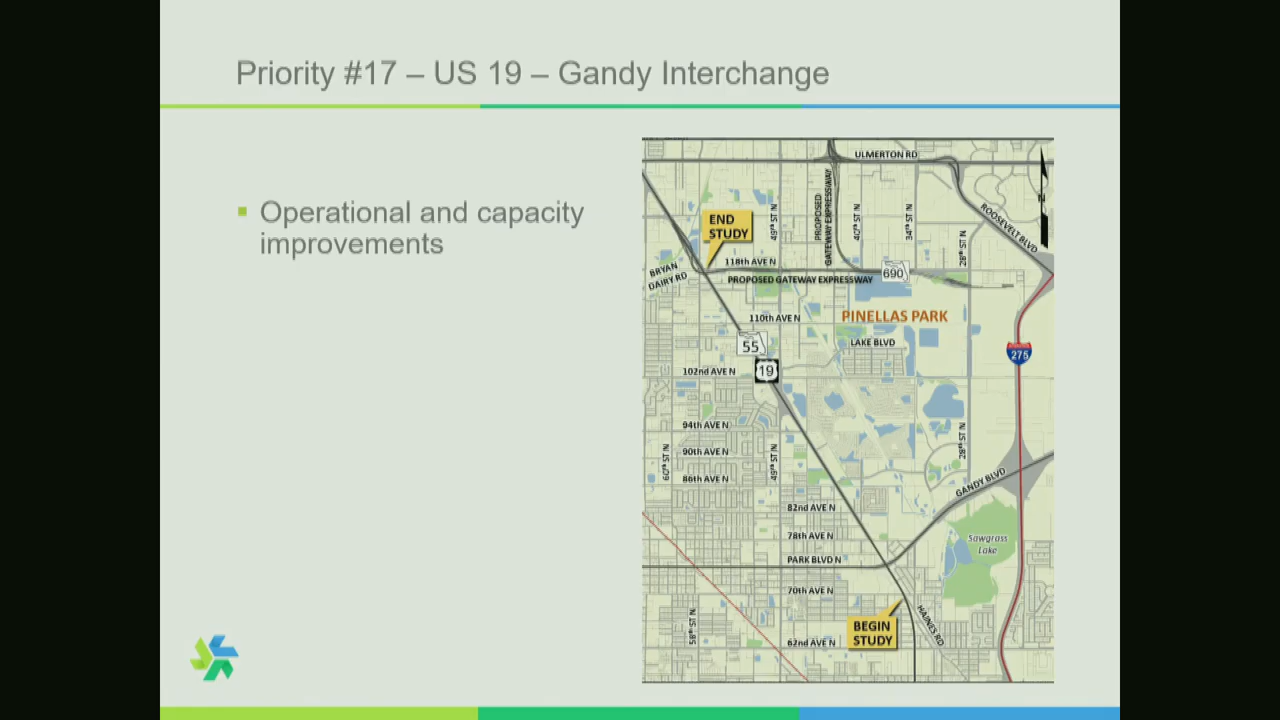 Priority #17 – US 19 – Gandy Interchange
Operational and capacity
improvements
ULMERTON RD
PROPOSED
GATEWAY EXPRESSWAY
49th ST N
40th ST N
34th ST N
28th ST N
ROOSEVELT BLVD
N
END
STUDY
BRYAN
DAIRY RD
118th AVE N
690
PROPOSED GATEWAY EXPRESSWAY
110th AVE N
PINELLAS PARK
55
LAKE BLVD
275
19
102nd AVE N
94th AVE N
60th ST N
90th AVE N
49th ST N
28th ST N
86th AVE N
GANDY BLVD
82nd AVE N
78th AVE N
Sawgrass
Lake
PARK BLVD N
70th AVE N
58th ST N
62nd AVE N
BEGIN
STUDY
HAINES RD